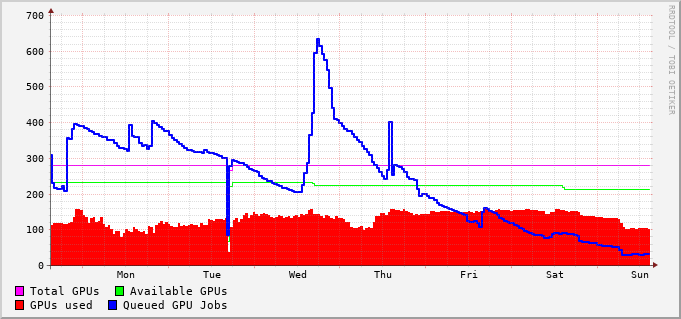 700
600
500
400
300
200
100
0
Mon Tue Wed Thu Fri Sat Sun
Total GPUs Available GPUs
GPUs used Queued GPU Jobs
RRDTOOL / TOBI OETIKER